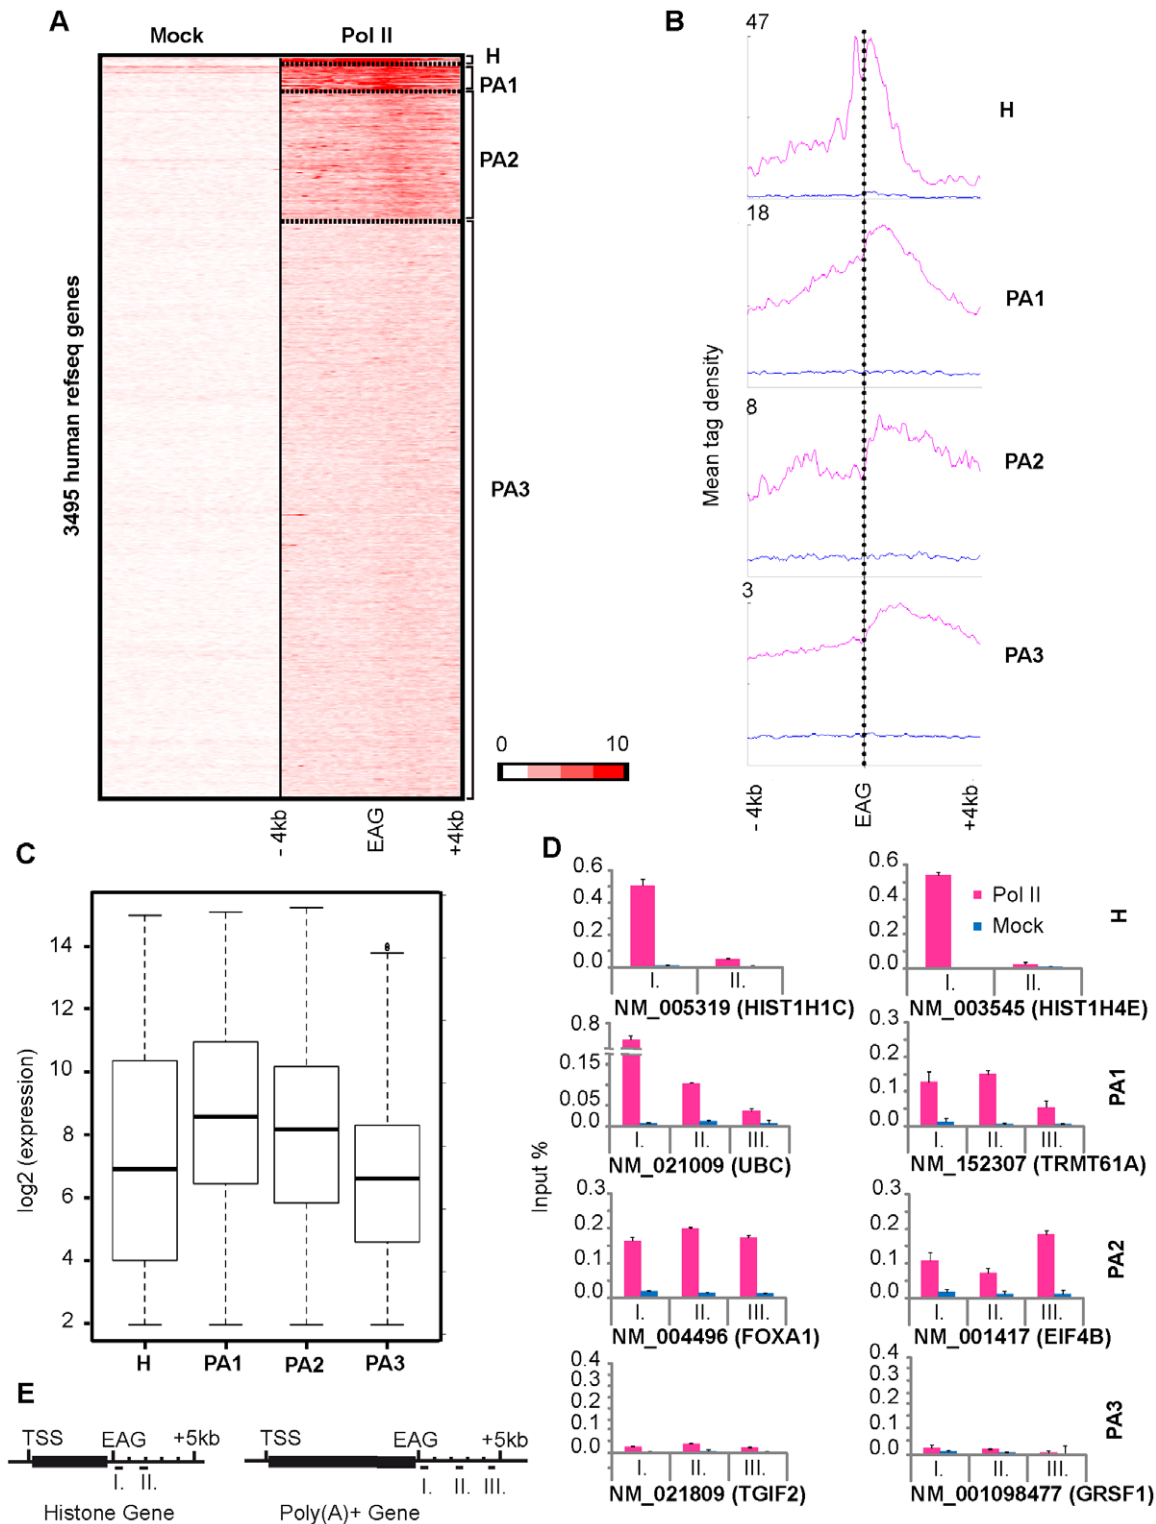 A
Mock
Pol II
H
PA1
PA2
PA3
3495 human refseq genes
- 4kb
EAG
+4kb
0
10
B
47
H
18
PA1
8
PA2
3
PA3
Mean tag density
- 4kb
EAG
+4kb
C
14
12
10
8
6
4
2
log2 (expression)
H
PA1
PA2
PA3
D
0.6
0.4
0.2
0.0
I.
II.
NM_005319 (HIST1H1C)
0.6
0.4
0.2
0.0
Pol II
Mock
I.
II.
NM_003545 (HIST1H4E)
H
0.8
0.15
0.05
0.0
I.
II.
III.
NM_021009 (UBC)
0.3
0.2
0.1
0.0
I.
II.
III.
NM_152307 (TRMT61A)
PA1
Input %
0.3
0.2
0.1
0.0
I.
II.
III.
NM_004496 (FOXA1)
0.3
0.2
0.1
0.0
I.
II.
III.
NM_001417 (EIF4B)
PA2
0.4
0.3
0.2
0.1
0.0
I.
II.
III.
NM_021809 (TGIF2)
0.4
0.3
0.2
0.1
0.0
I.
II.
III.
NM_001098477 (GRSF1)
PA3
E
TSS
EAG
+5kb
I.
II.
Histone Gene
TSS
EAG
+5kb
I.
II.
III.
Poly(A)+ Gene